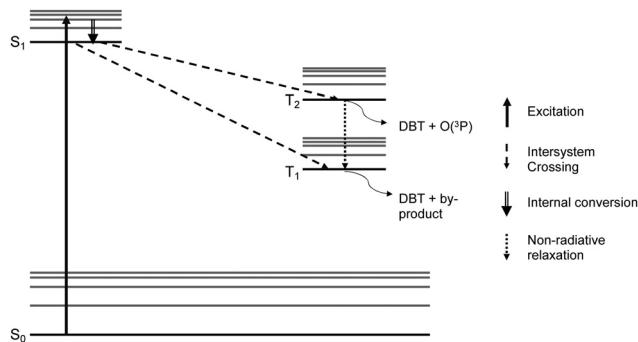 S₁
T₂
DBT + O(³P)
T₁
DBT + by-
product
S₀
Excitation
Intersystem
Crossing
Internal conversion
Non-radiative
relaxation